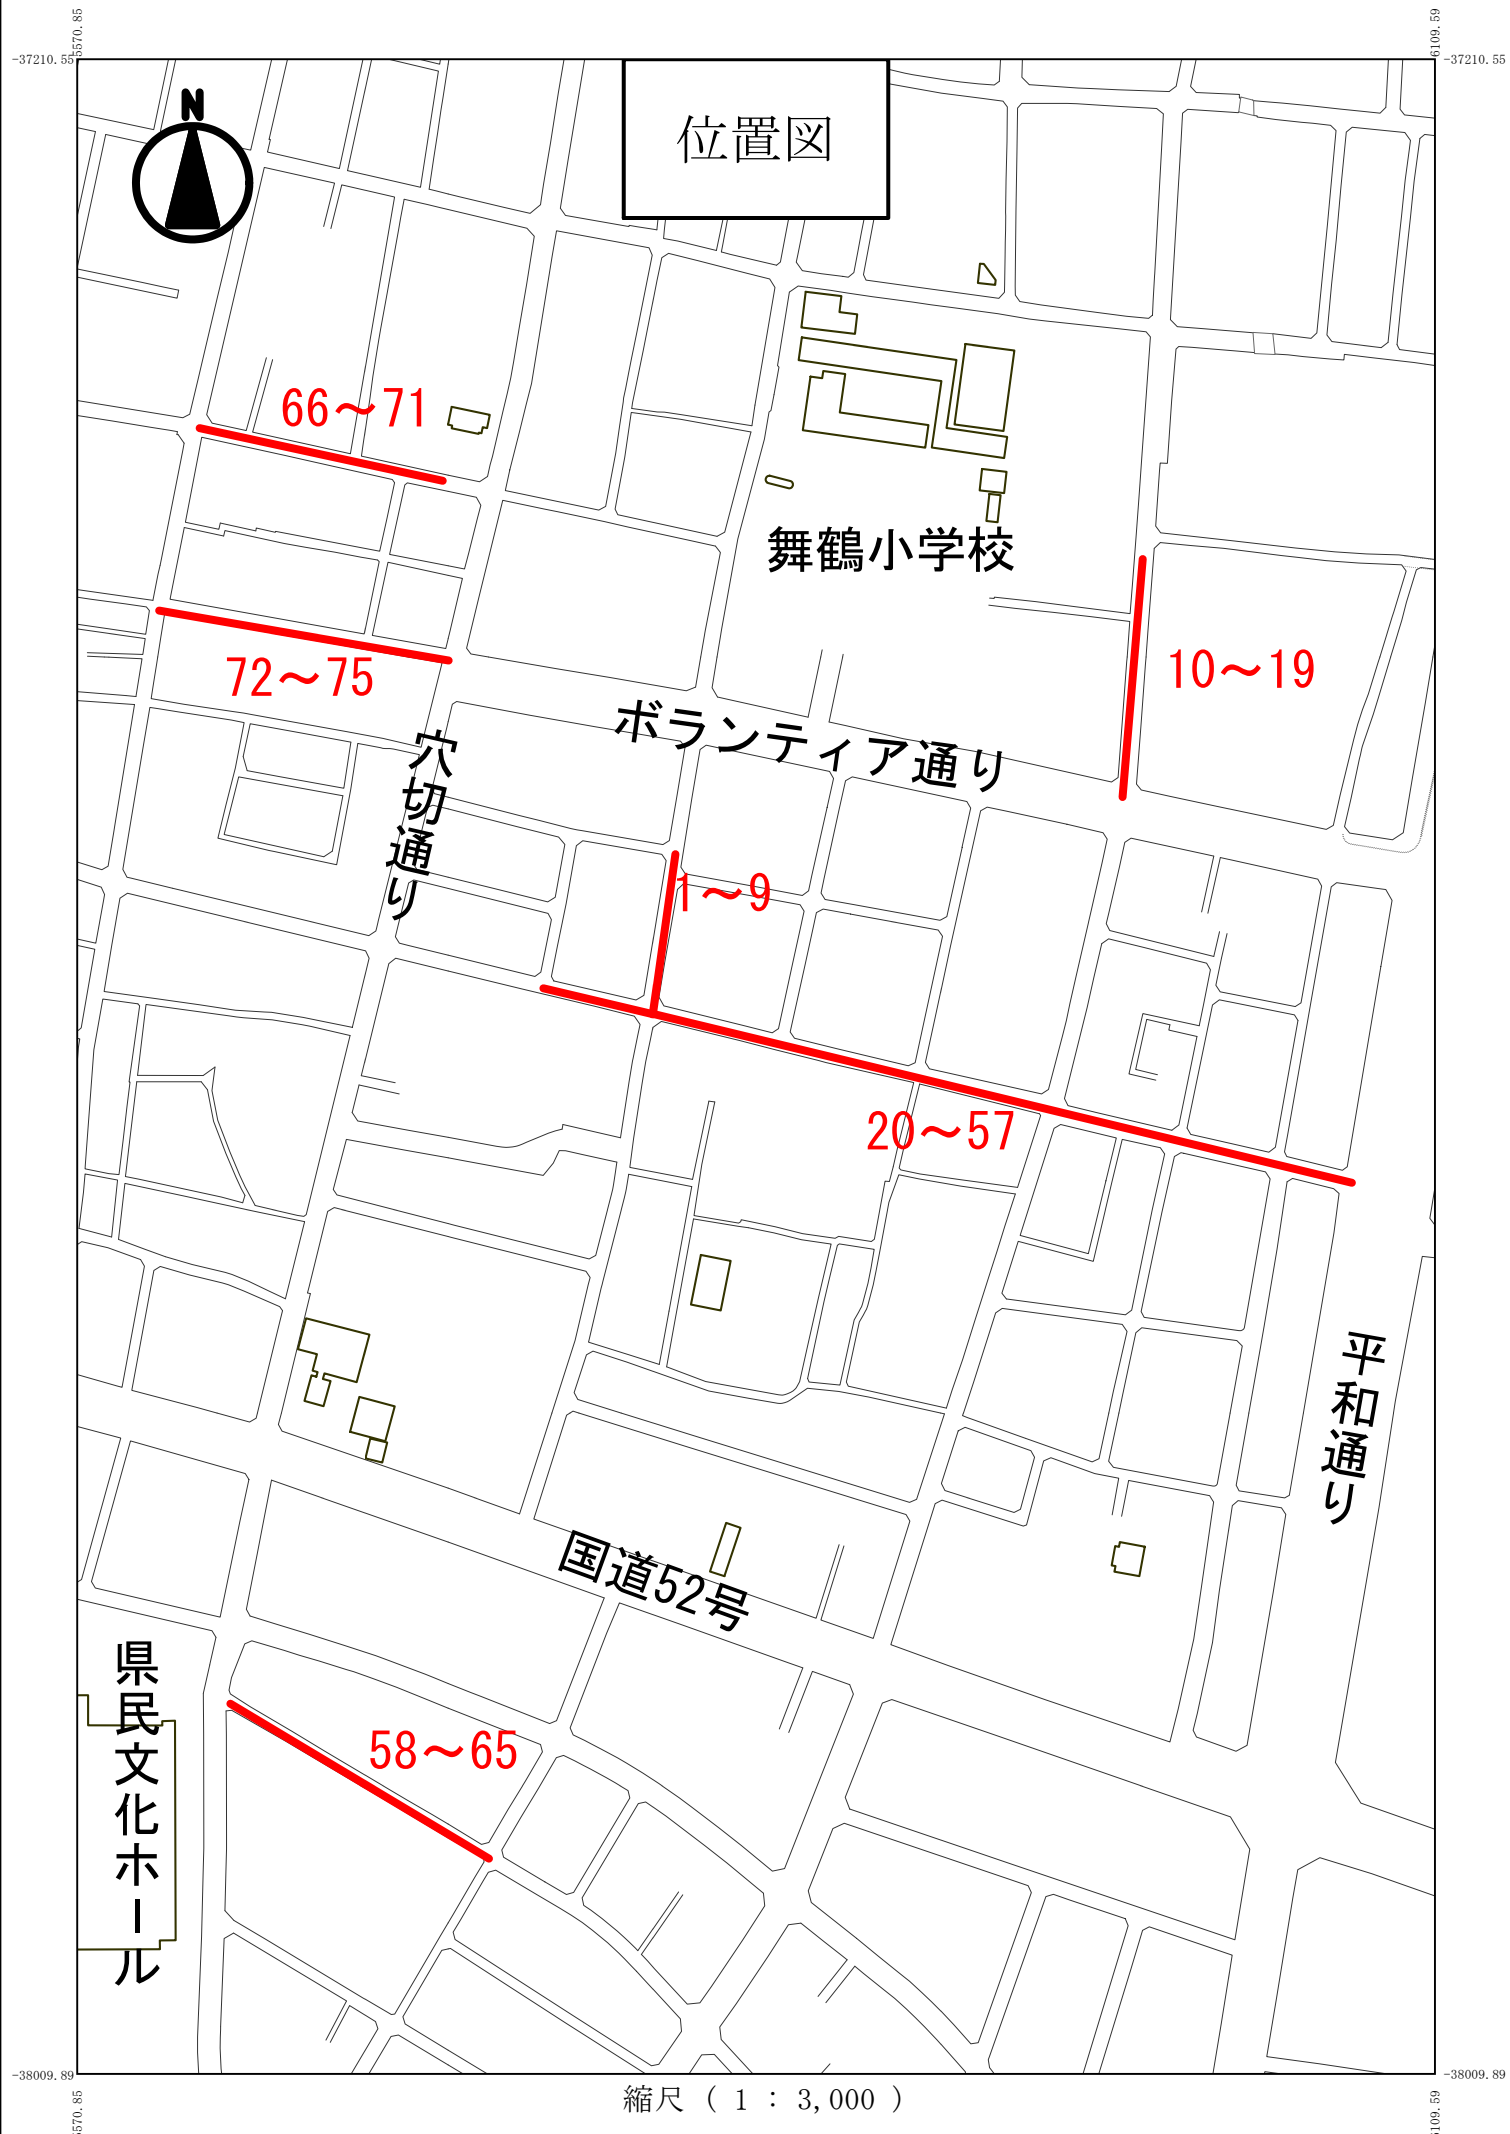 5570.85
6109.59
-37210.55
-37210.55
N
位置図
66～71
舞鶴小学校
10～19
72～75
ボランティア通り
穴切通り
1～9
20～57
平和通り
国道52号
県民文化ホール
58～65
-38009.89
-38009.89
縮尺 ( 1 : 3,000 )
5570.85
6109.59